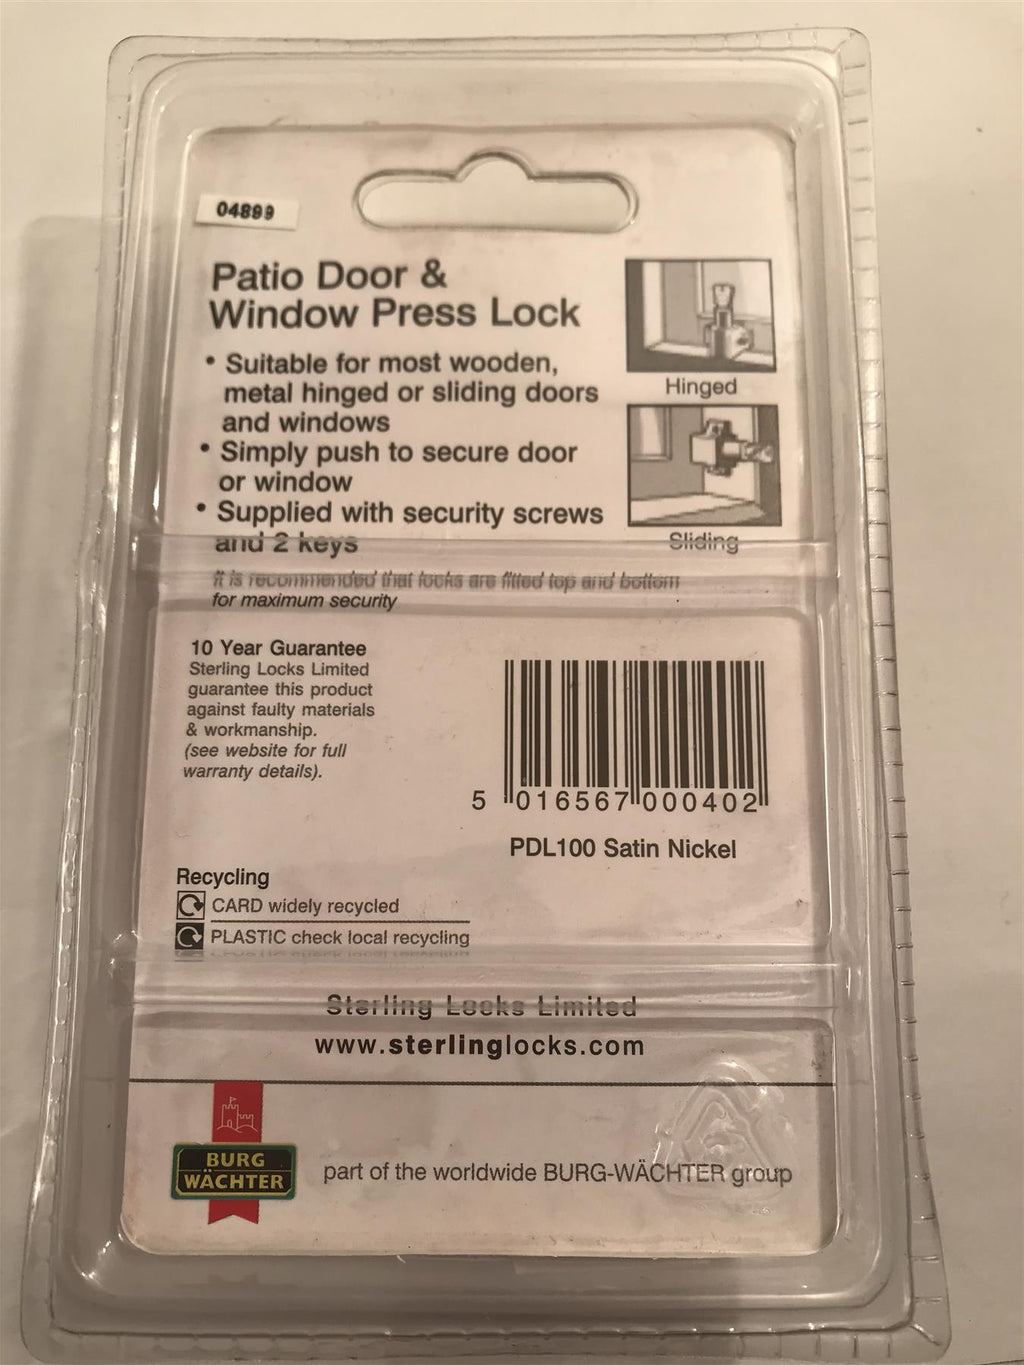 04899
Patio Door &
Window Press Lock
• Suitable for most wooden,
metal hinged or sliding doors
and windows
• Simply push to secure door
or window
• Supplied with security screws
and 2 keys
It is recommended that locks are fitted top and bottom
for maximum security
Hinged
Sliding
10 Year Guarantee
Sterling Locks Limited
guarantee this product
against faulty materials
& workmanship.
(see website for full
warranty details).
5 016567 000402
PDL100 Satin Nickel
Recycling
CARD widely recycled
PLASTIC check local recycling
Sterling Locks Limited
www.sterlinglocks.com
BURG
WÄCHTER
part of the worldwide BURG-WÄCHTER group